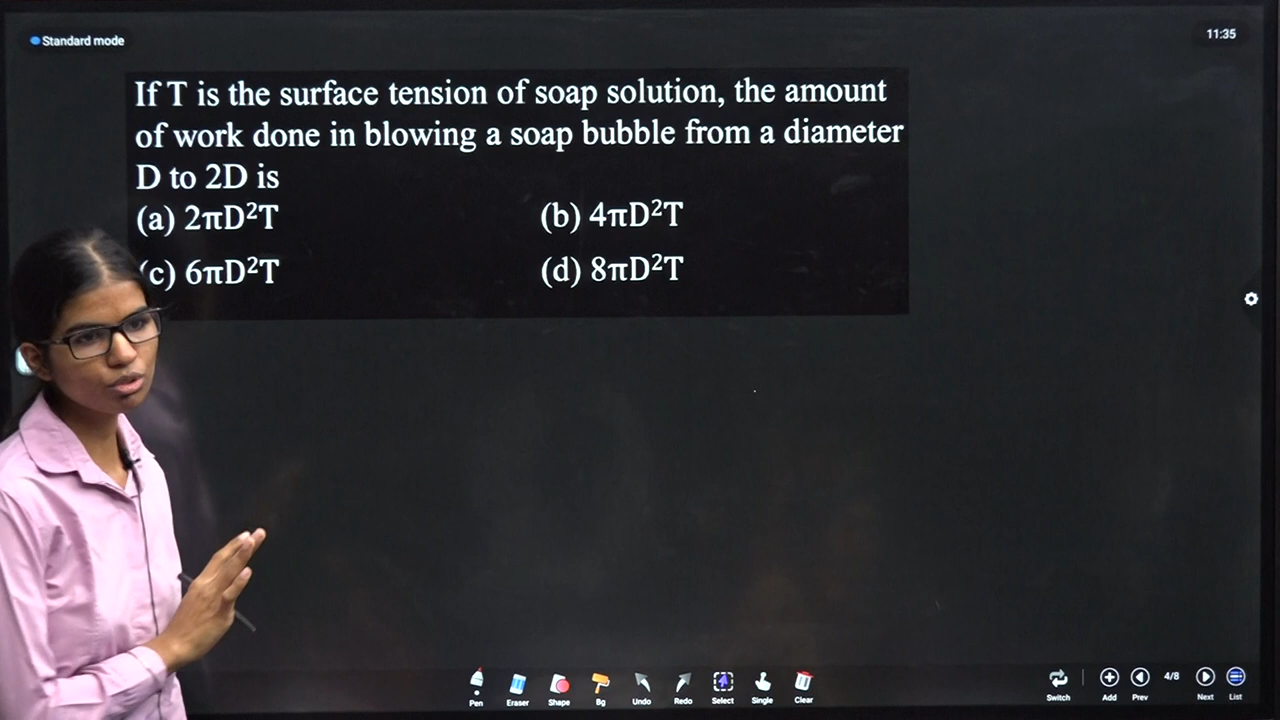 Standard mode
11:35
If T is the surface tension of soap solution, the amount
of work done in blowing a soap bubble from a diameter
D to 2D is
(a) 2πD²T (b) 4πD²T
(c) 6πD²T (d) 8πD²T
Pen Eraser Shape Bg Undo Redo Select Single Clear Switch Add Prev 4/8 Next List